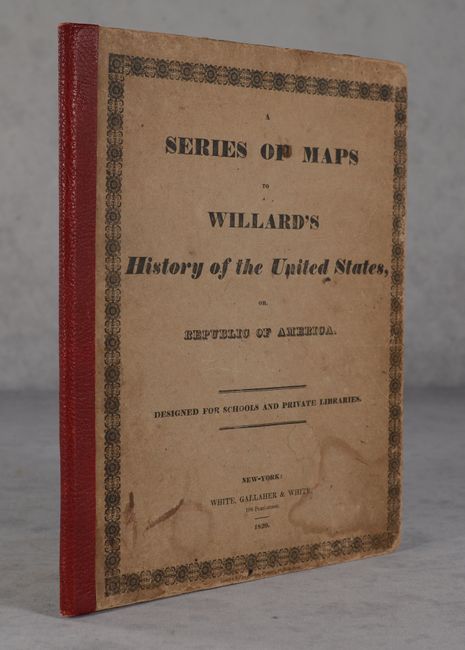 A
SERIES OF MAPS
TO
WILLARD'S
History of the United States,
OR,
REPUBLIC OF AMERICA.
DESIGNED FOR SCHOOLS AND PRIVATE LIBRARIES.
NEW-YORK:
WHITE, GALLAHER & WHITE,